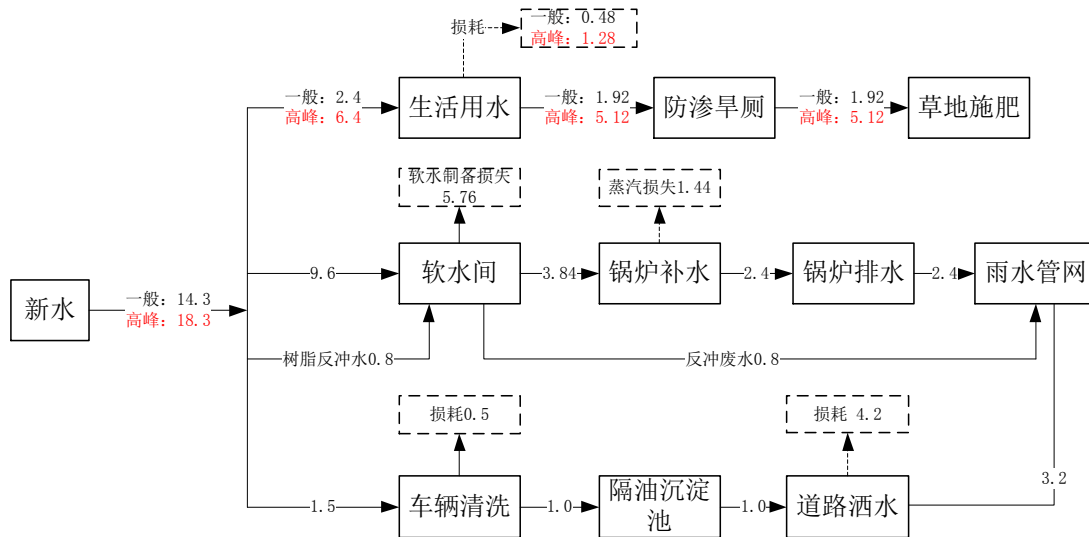 损耗
一般：0.48
高峰：1.28
一般：2.4
高峰：6.4
生活用水
一般：1.92
高峰：5.12
防渗旱厕
一般：1.92
高峰：5.12
草地施肥
软水制备损失
5.76
蒸汽损失1.44
新水
一般：14.3
高峰：18.3
9.6
软水间
3.84
锅炉补水
2.4
锅炉排水
2.4
雨水管网
树脂反冲水0.8
反冲废水0.8
损耗0.5
损耗 4.2
1.5
车辆清洗
1.0
隔油沉淀
池
1.0
道路洒水
3.2